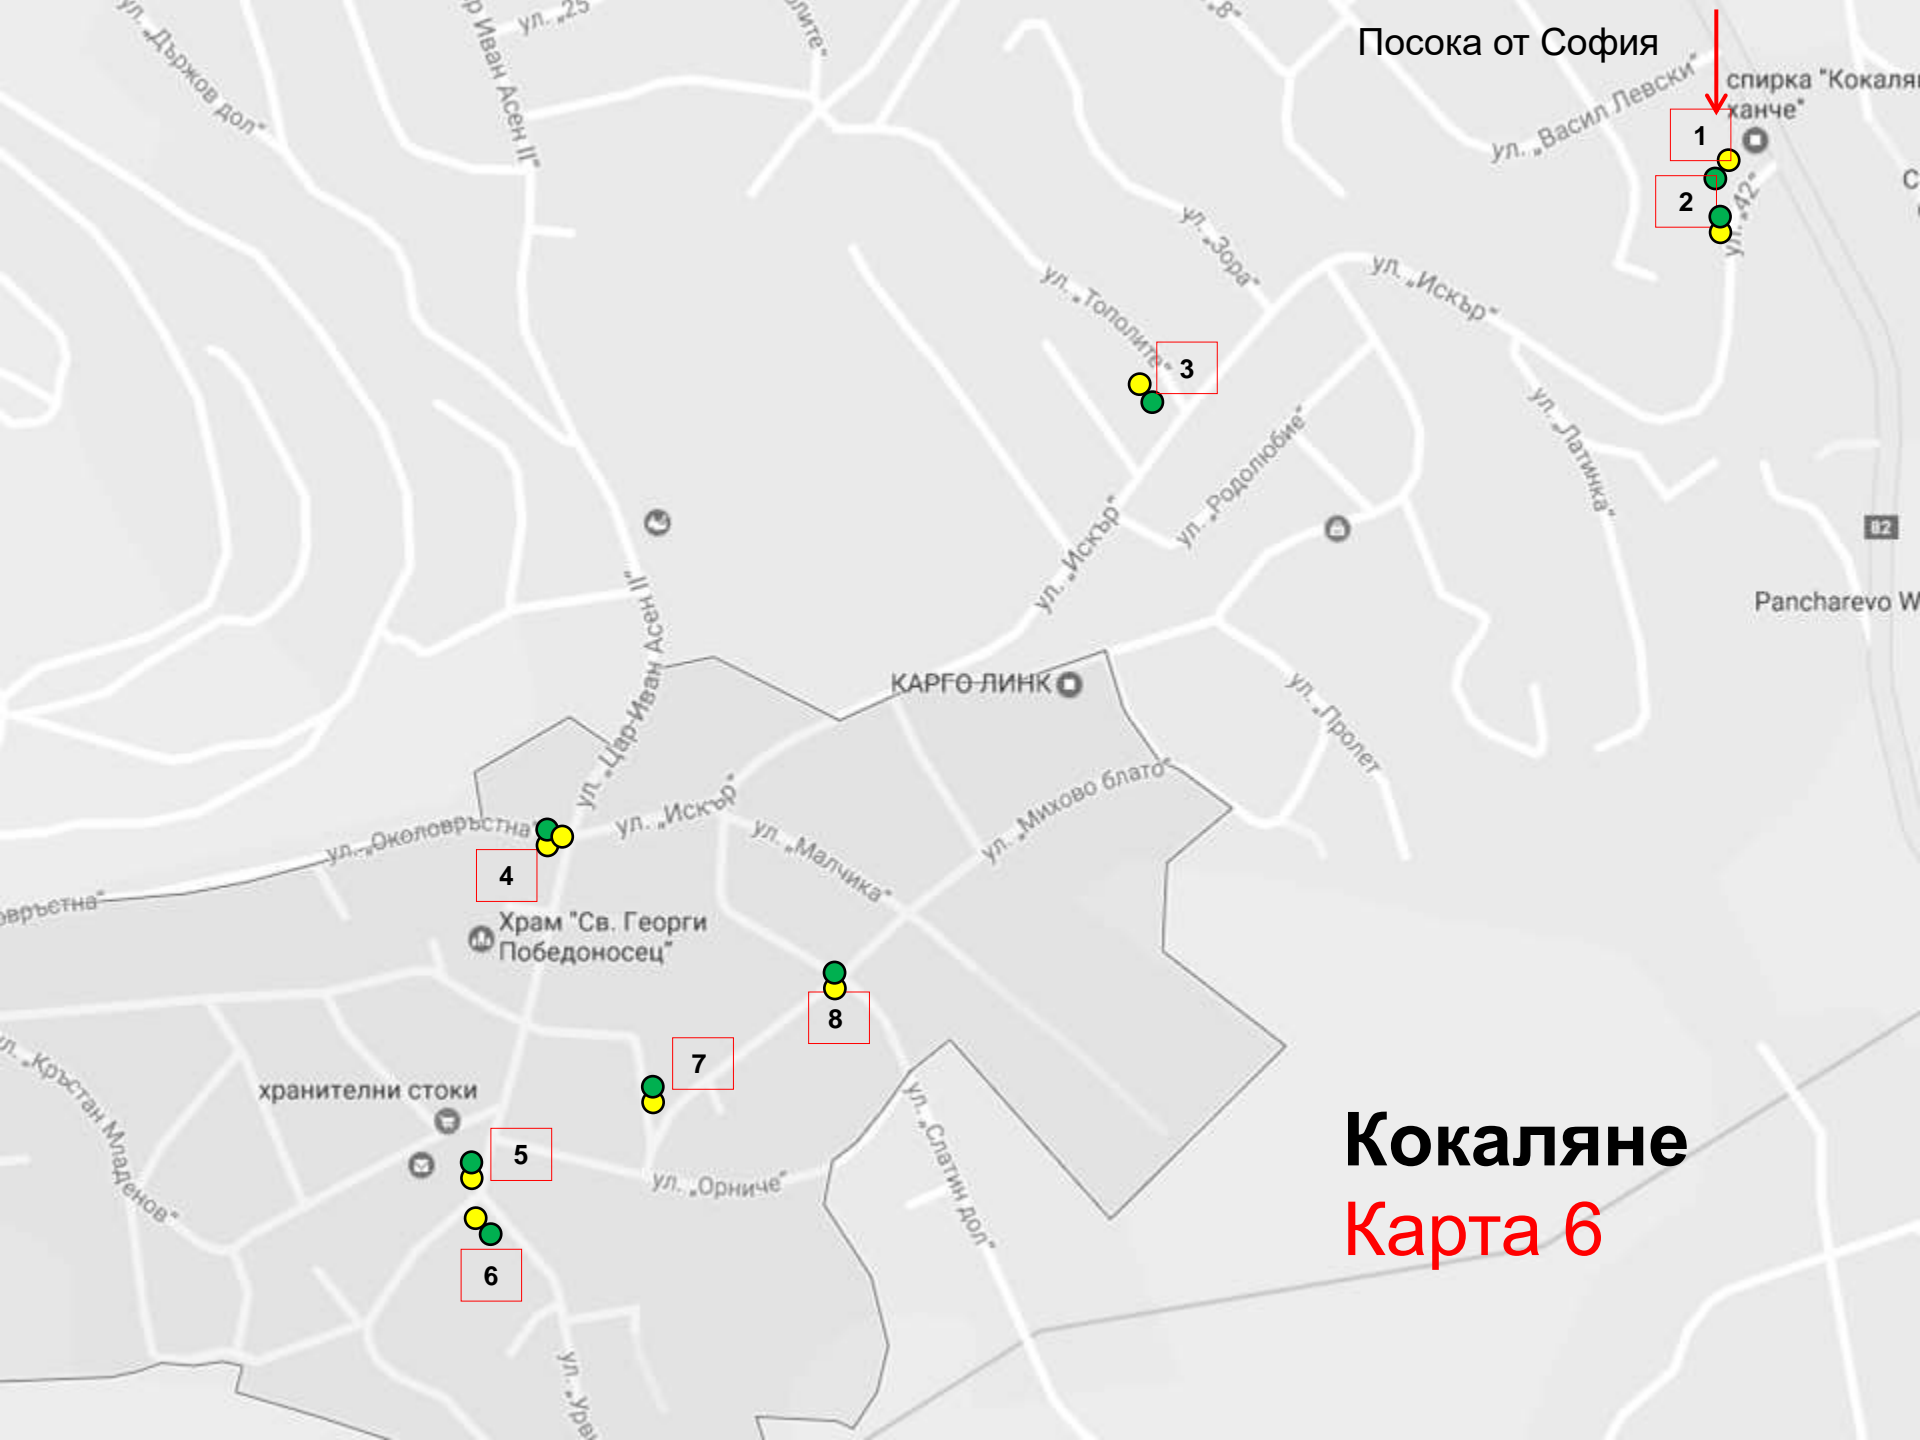 ул. „Държов дол“
Иван Асен II“
ул. „25
Посока от София
ул. „Васил Левски“
спирка "Кокалян
ханче"
1
2
ул. „42“
ул. „Зора“
ул. „Искър“
ул. „Тополите“
3
ул. „Родолюбие“
ул. „Латинка“
ул. „Искър“
82
Pancharevo W
ул. „Цар Иван Асен II“
КАРГО ЛИНК
ул. „Пролет
ул. „Михово блато“
ул. „Искър“
ул. „Малчика“
ул. „Околовръстна“
4
овръстна“
Храм "Св. Георги
Победоносец"
8
7
ул. „Кръстан Младенов“
хранителни стоки
5
ул. „Орниче“
ул. „Слатин дол“
6
Кокаляне
Карта 6